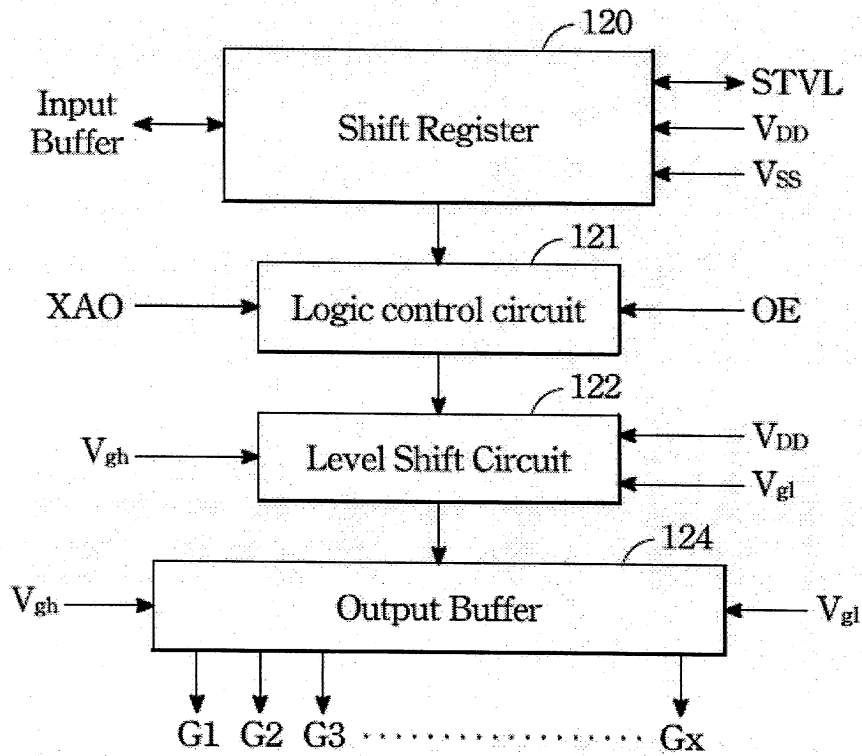 120
Input
Buffer
Shift Register
STVL
VDD
VSS
121
XAO
Logic control circuit
OE
122
Vgh
Level Shift Circuit
VDD
Vgl
124
Vgh
Output Buffer
Vgl
G1 G2 G3 .................... Gx